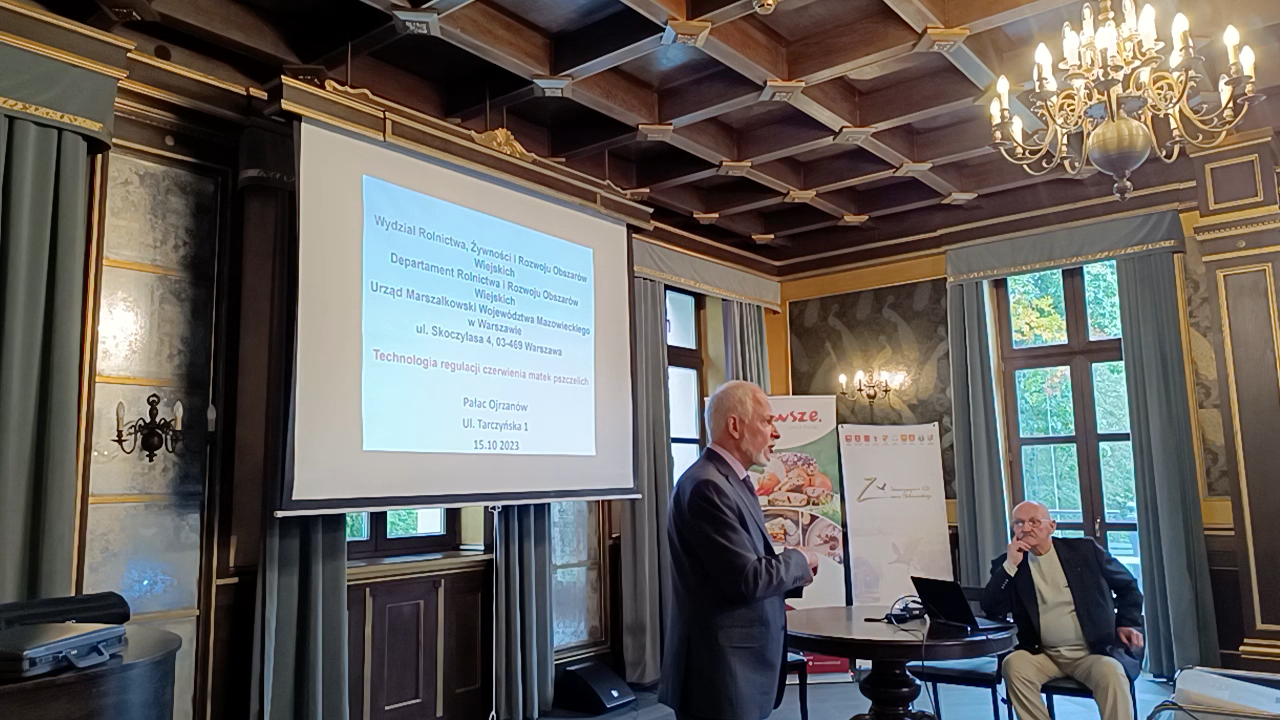 Wydział Rolnictwa, Żywności i Rozwoju Obszarów
Wiejskich
Departament Rolnictwa i Rozwoju Obszarów
Wiejskich
Urząd Marszałkowski Województwa Mazowieckiego
w Warszawie
ul. Skoczylasa 4, 03-469 Warszawa
Technologia regulacji czerwienia matek pszczelich
Pałac Ojrzanów
Ul. Tarczyńska 1
15.10 2023
wsze.